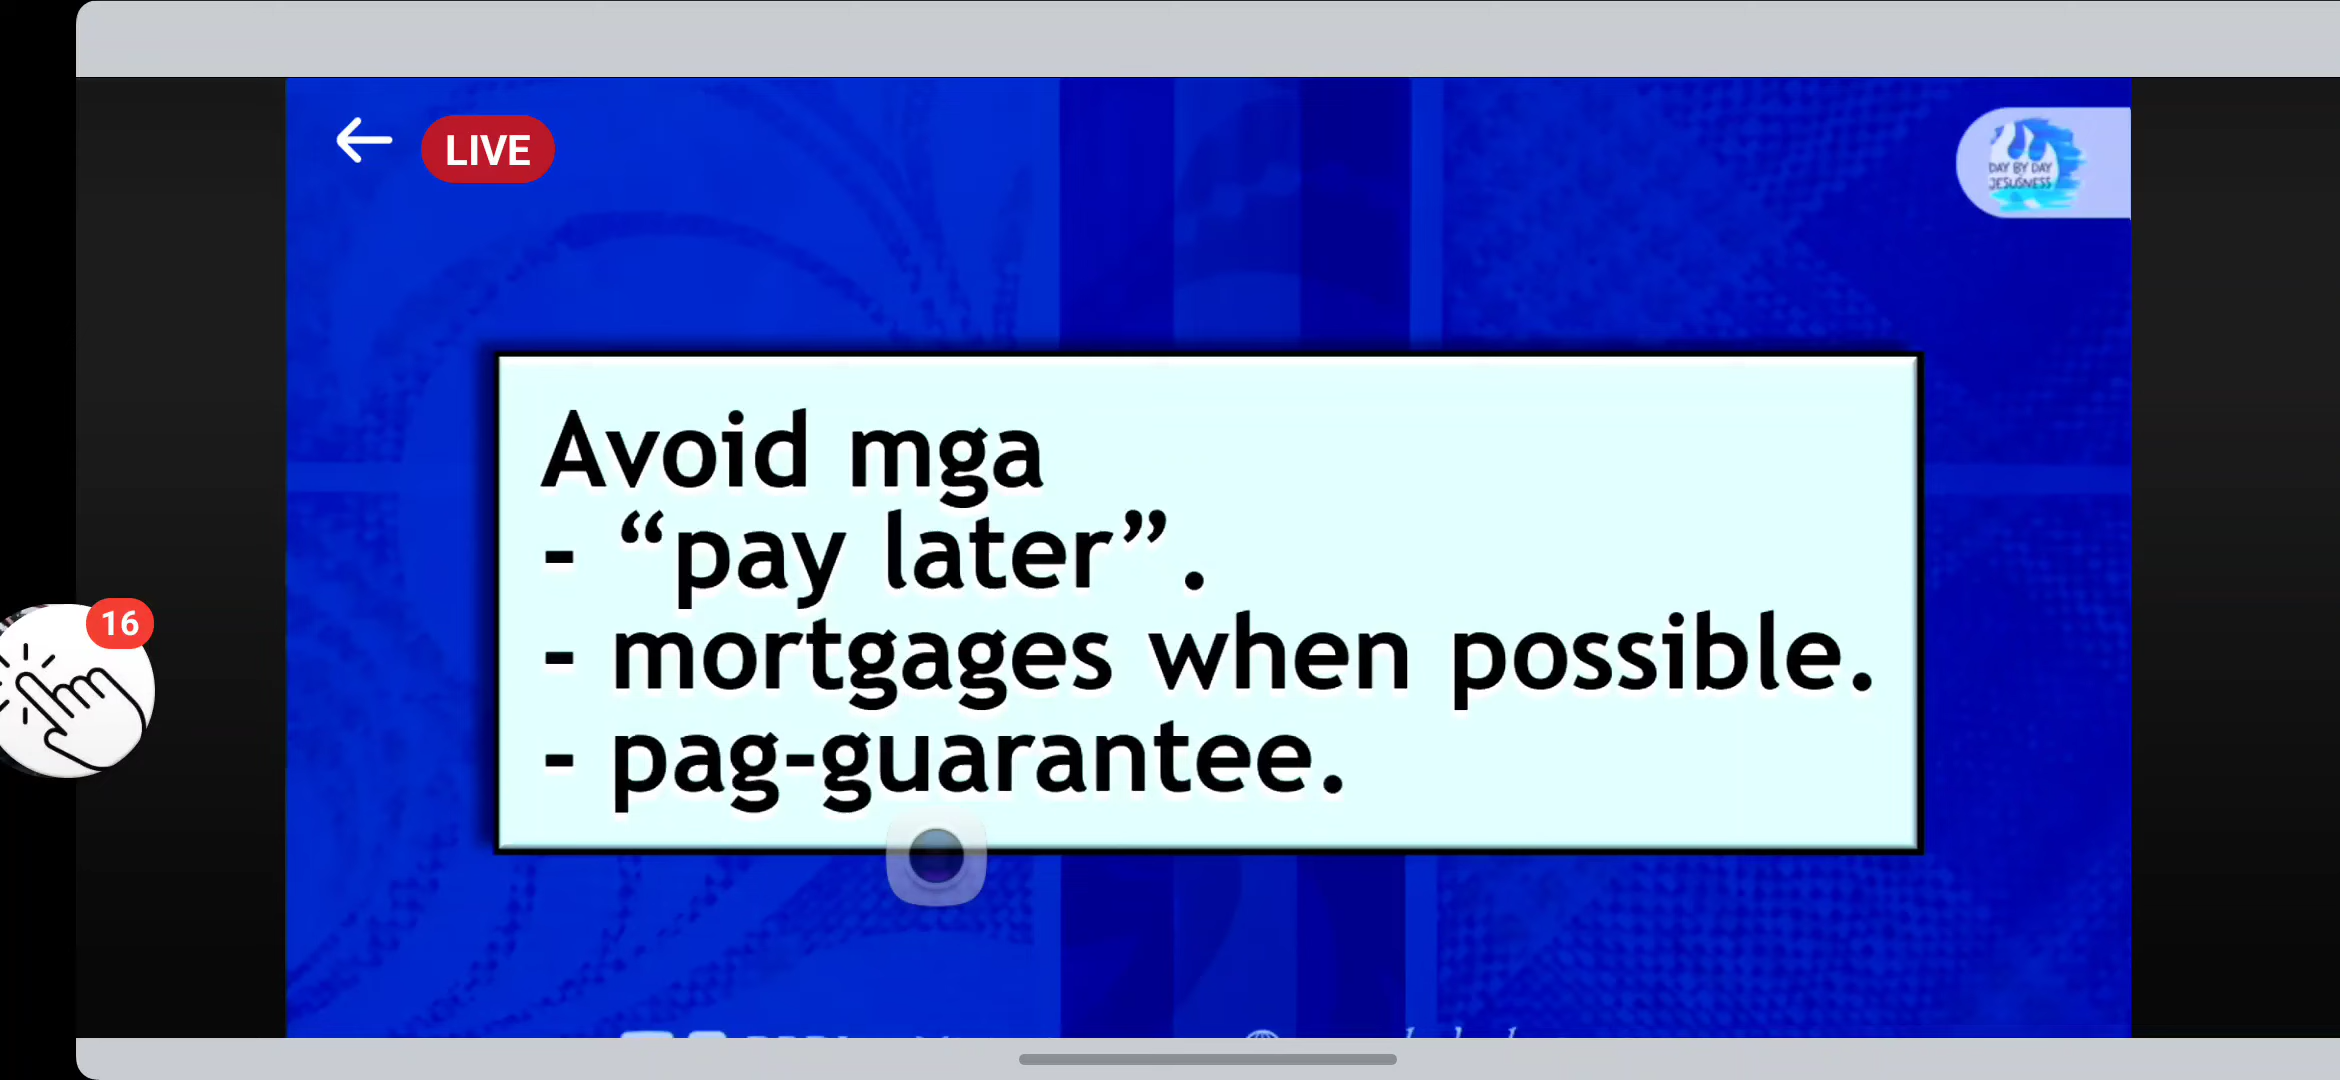 LIVE
DAY BY DAY
JESUSNESS
Avoid mga
- “pay later”.
- mortgages when possible.
- pag-guarantee.
16